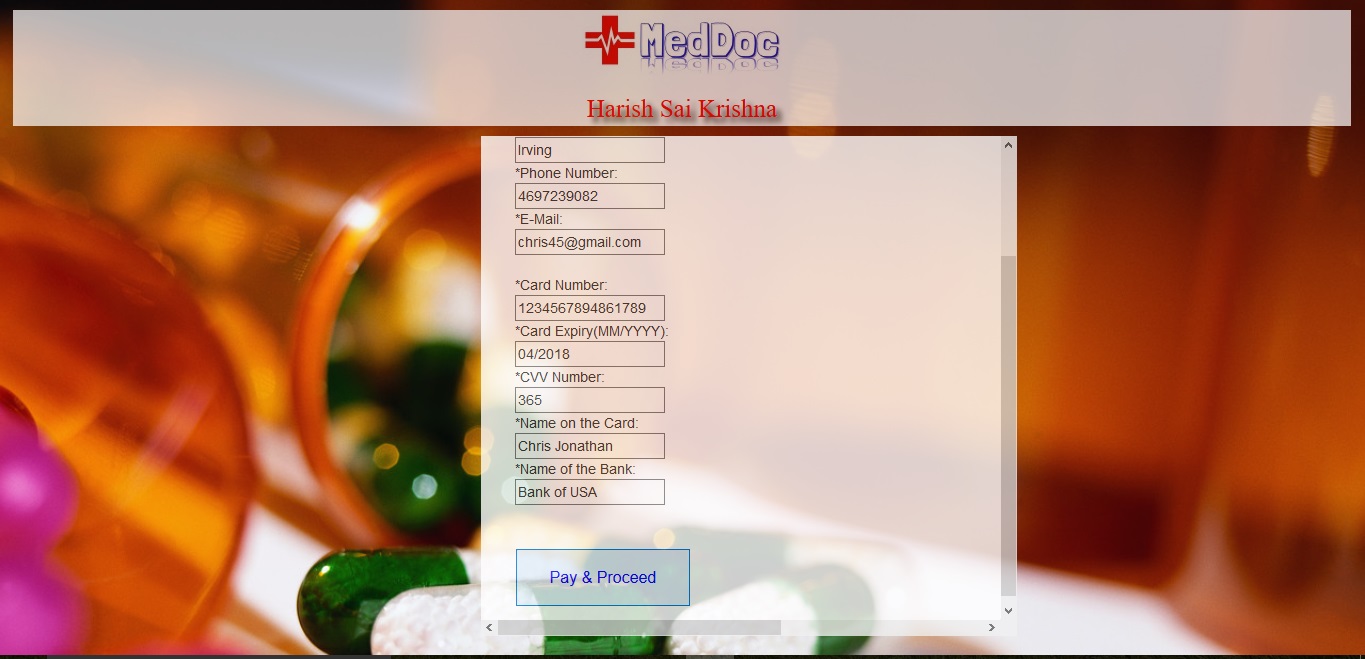 MedDoc
Harish Sai Krishna
Irving
*Phone Number:
4697239082
*E-Mail:
chris45@gmail.com
*Card Number:
1234567894861789
*Card Expiry(MM/YYYY):
04/2018
*CVV Number:
365
*Name on the Card:
Chris Jonathan
*Name of the Bank:
Bank of USA
Pay & Proceed